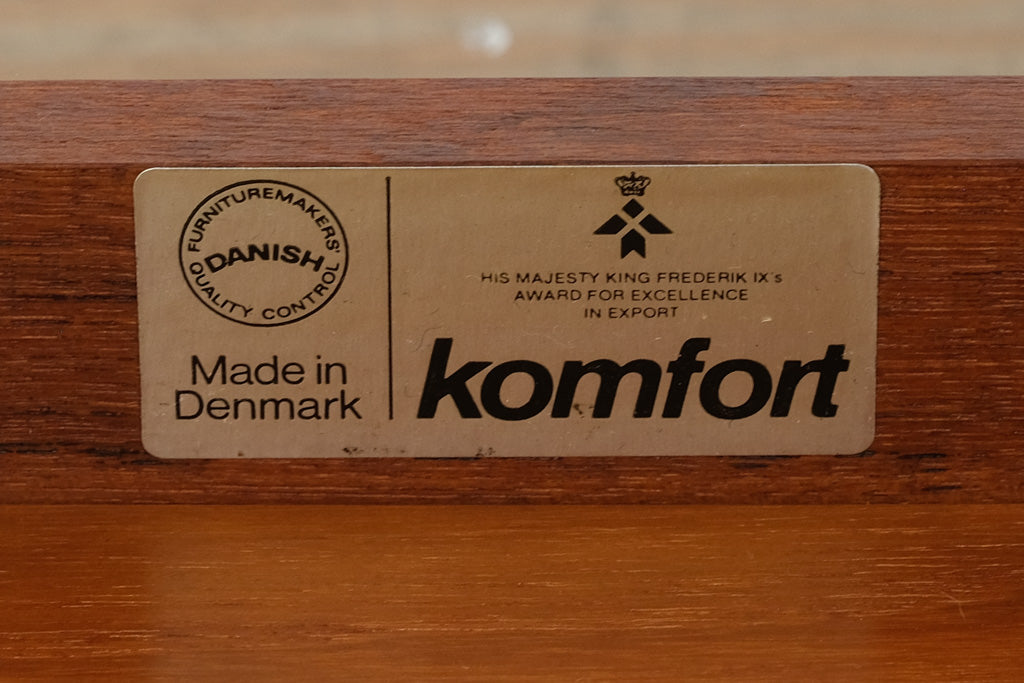 FURNITUREMAKERS'
DANISH
QUALITY CONTROL
Made in
Denmark
HIS MAJESTY KING FREDERIK IX's
AWARD FOR EXCELLENCE
IN EXPORT
komfort